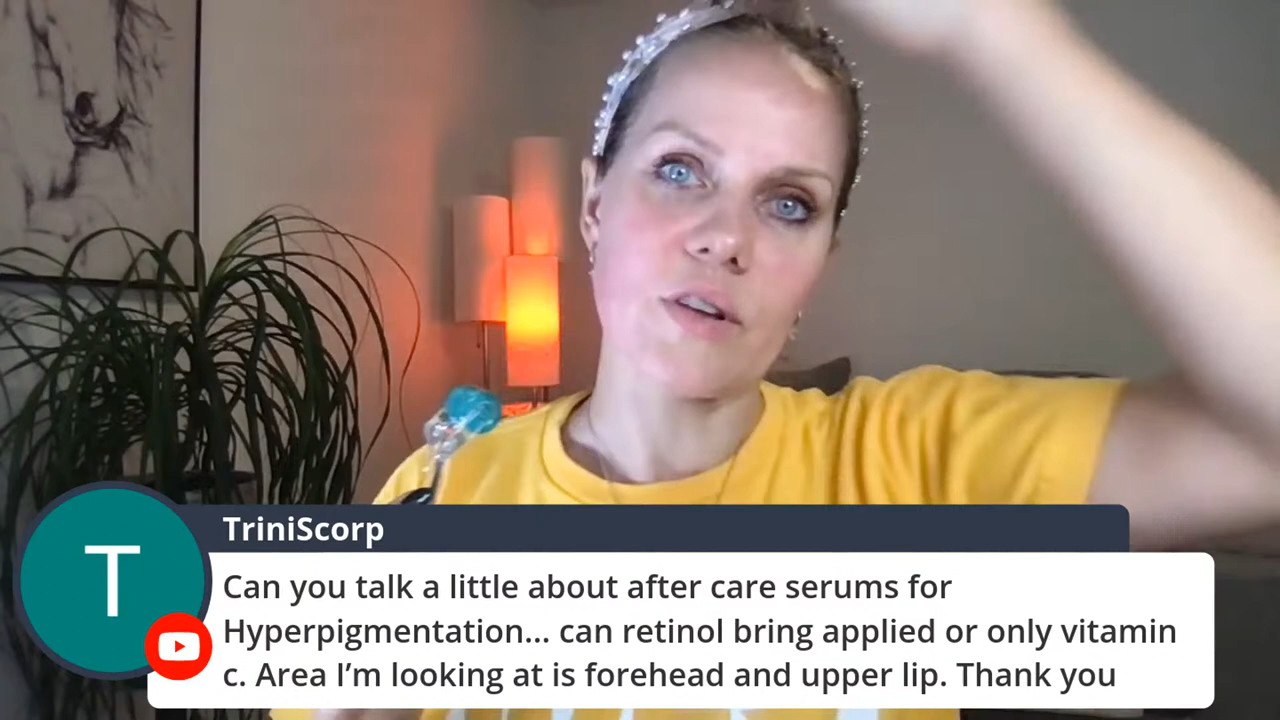 TriniScorp
T
Can you talk a little about after care serums for
Hyperpigmentation... can retinol bring applied or only vitamin
c. Area I’m looking at is forehead and upper lip. Thank you